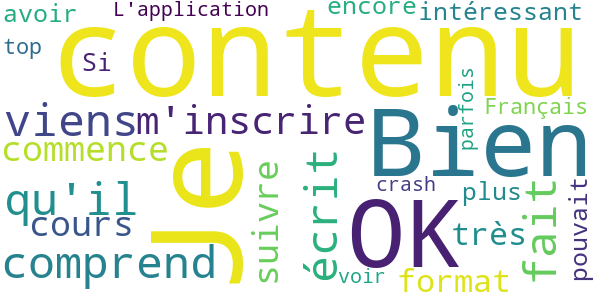 avoir
L'application
encore
intéressant
top
Si
contenu
viens
m'inscrire
Bien
parfois
Français
commence
Je
qu'il
cours
suivre
écrit
crash
plus
OK
très
fait
pouvait
comprend
voir
format